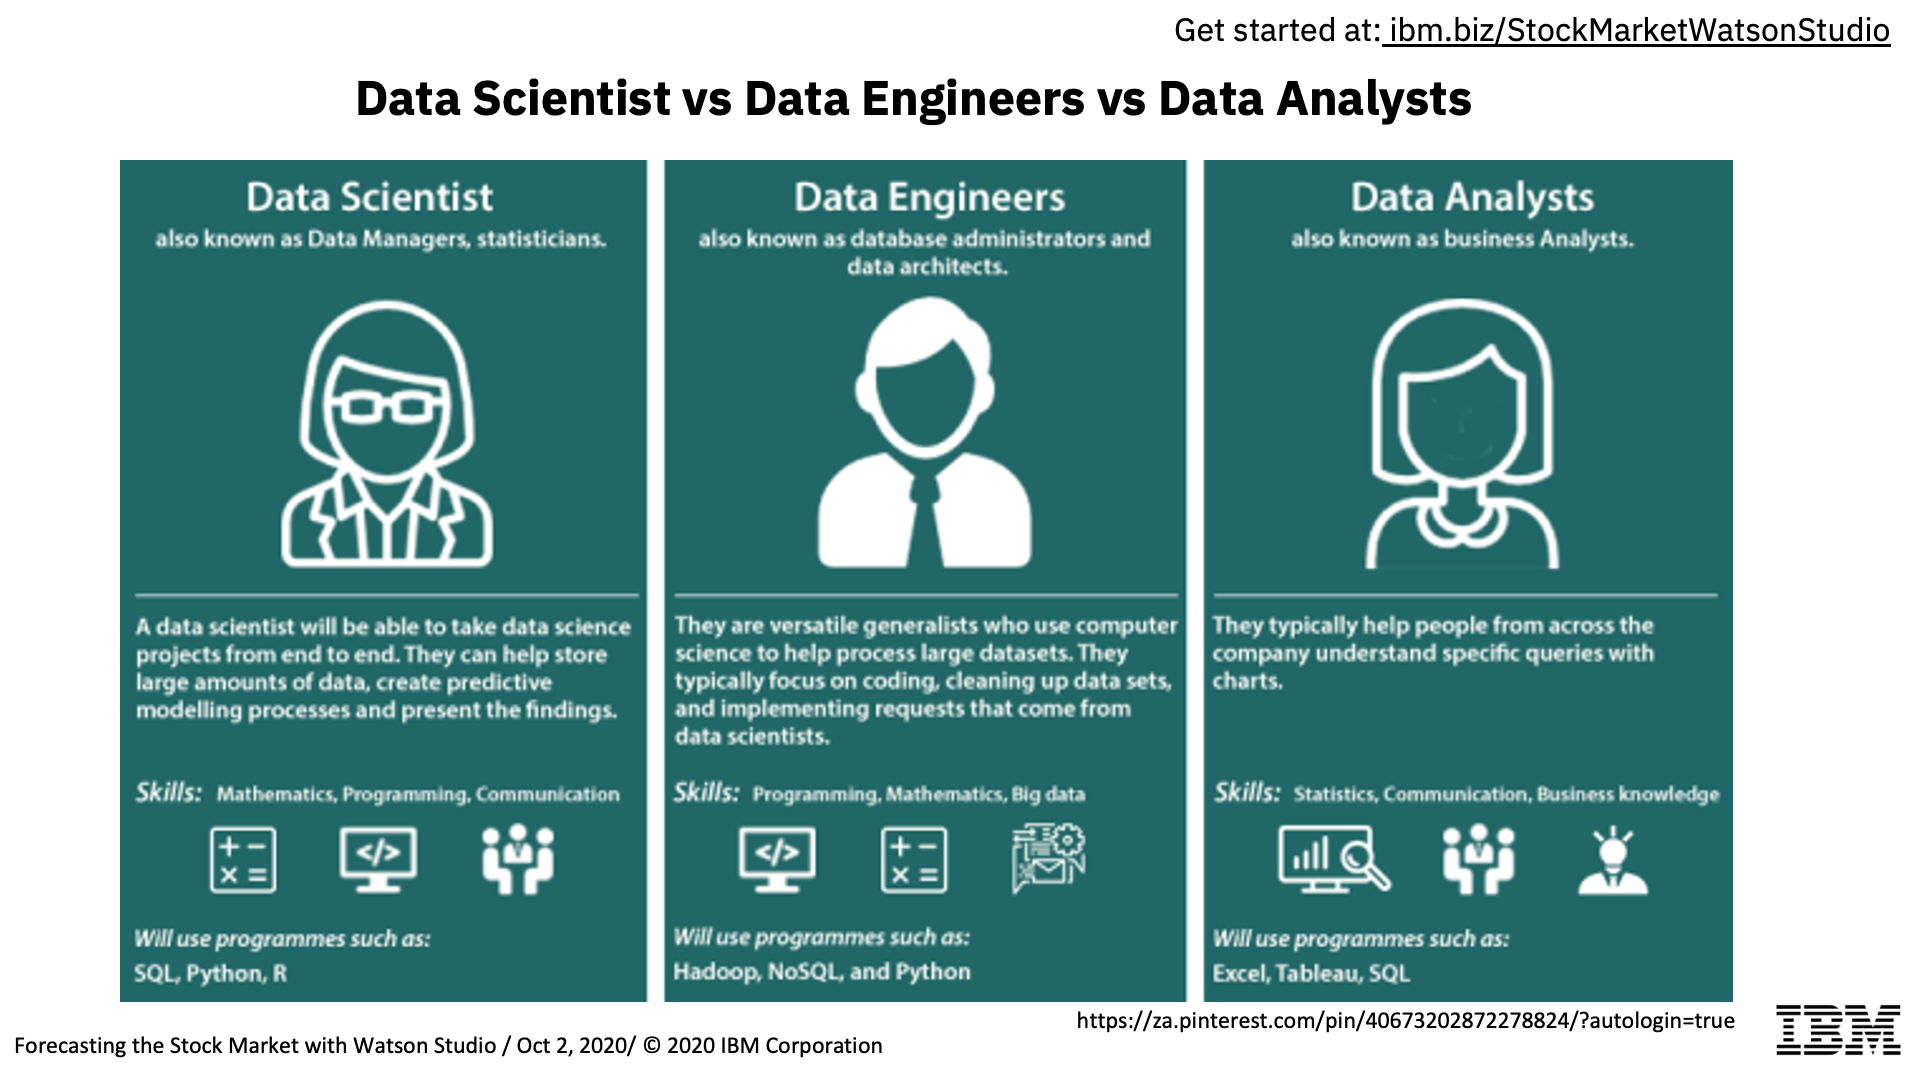 Get started at: ibm.biz/StockMarketWatsonStudio
Data Scientist vs Data Engineers vs Data Analysts
Data Scientist
also known as Data Managers, statisticians.
A data scientist will be able to take data science
projects from end to end. They can help store
large amounts of data, create predictive
modelling processes and present the findings.
Skills: Mathematics, Programming, Communication
Will use programmes such as:
SQL, Python, R
Data Engineers
also known as database administrators and
data architects.
They are versatile generalists who use computer
science to help process large datasets. They
typically focus on coding, cleaning up data sets,
and implementing requests that come from
data scientists.
Skills: Programming, Mathematics, Big data
Will use programmes such as:
Hadoop, NoSQL, and Python
Data Analysts
also known as business Analysts.
They typically help people from across the
company understand specific queries with
charts.
Skills: Statistics, Communication, Business knowledge
Will use programmes such as:
Excel, Tableau, SQL
https://za.pinterest.com/pin/40673202872278824/?autologin=true
Forecasting the Stock Market with Watson Studio / Oct 2, 2020/ © 2020 IBM Corporation
IBM